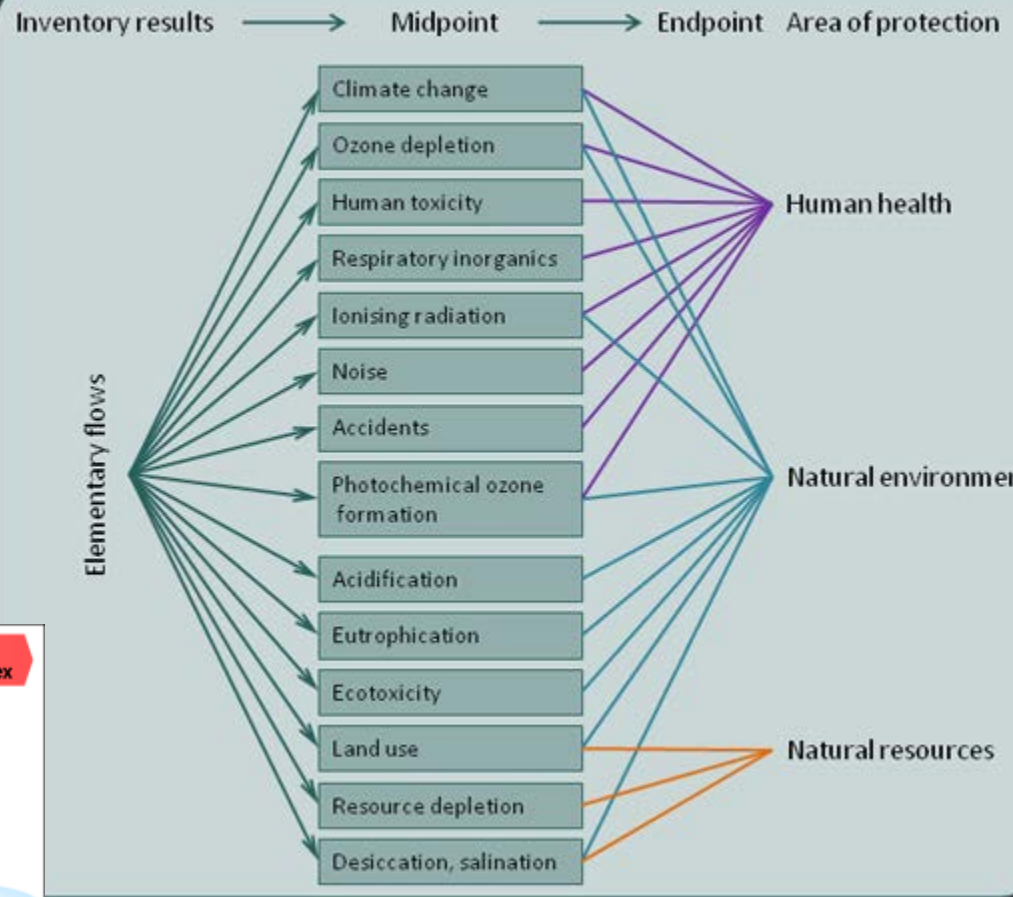 Inventory results Midpoint Endpoint Area of protection
Climate change
Ozone depletion
Human toxicity
Respiratory inorganics
Ionising radiation
Noise
Accidents
Photochemical ozone
formation
Acidification
Eutrophication
Ecotoxicity
Land use
Resource depletion
Desiccation, salination
Elementary flows
Human health
Natural
Natural resources